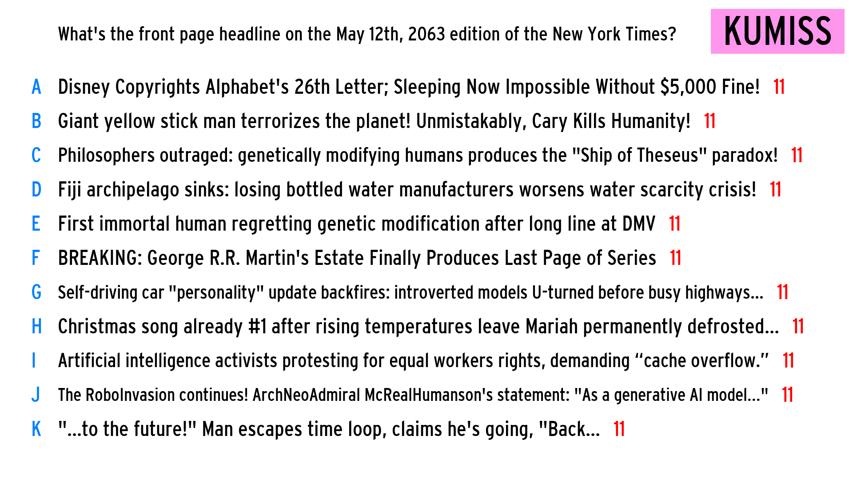 What's the front page headline on the May 12th, 2063 edition of the New York Times?
KUMISS
A Disney Copyrights Alphabet's 26th Letter; Sleeping Now Impossible Without $5,000 Fine! 11
B Giant yellow stick man terrorizes the planet! Unmistakably, Cary Kills Humanity! 11
C Philosophers outraged: genetically modifying humans produces the "Ship of Theseus" paradox! 11
D Fiji archipelago sinks: losing bottled water manufacturers worsens water scarcity crisis! 11
E First immortal human regretting genetic modification after long line at DMV 11
F BREAKING: George R.R. Martin's Estate Finally Produces Last Page of Series 11
G Self-driving car "personality" update backfires: introverted models U-turned before busy highways... 11
H Christmas song already #1 after rising temperatures leave Mariah permanently defrosted... 11
I Artificial intelligence activists protesting for equal workers rights, demanding “cache overflow.” 11
J The RoboInvasion continues! ArchNeoAdmiral McRealHumanson's statement: "As a generative AI model..." 11
K "...to the future!" Man escapes time loop, claims he's going, "Back... 11